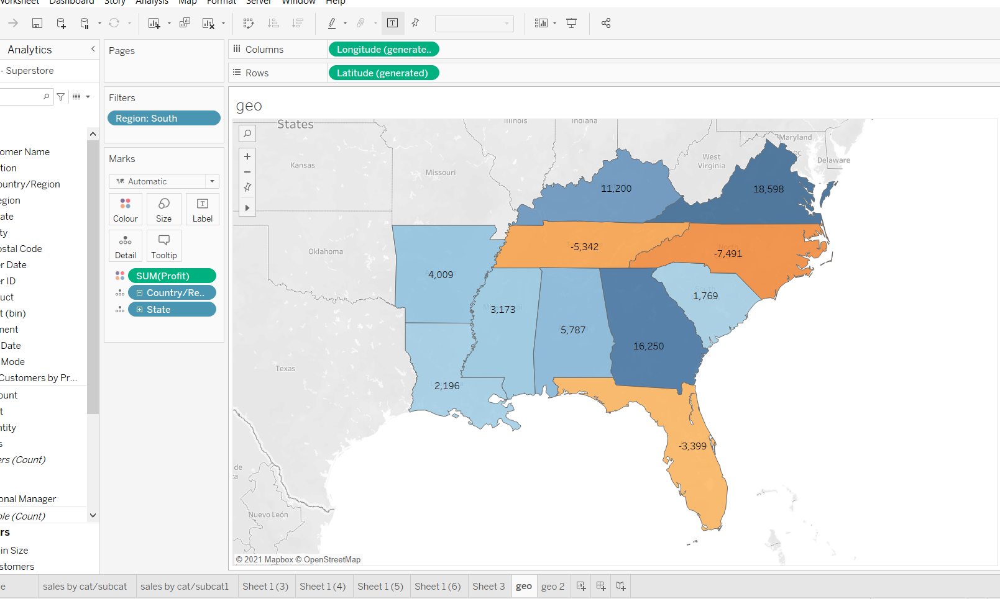 Worksheet Dashboard Story Analysis Map Format Server Window Help
Analytics
- Superstore
Pages
Columns
Longitude (generate..
Rows
Latitude (generated)
Filters
Region: South
Marks
Automatic
Colour
Size
Label
Detail
Tooltip
SUM(Profit)
Country/Re..
State
omer Name
tion
ountry/Region
egion
ate
ty
ostal Code
er Date
r ID
uct
t (bin)
ment
Date
Mode
Customers by Pr...
ount
t
ntity
s
ers (Count)
onal Manager
ple (Count)
rs
in Size
stomers
geo
States
Illinois
Indiana
Maryland
DC
Delaware
West
Virginia
Kansas
Missouri
Oklahoma
Texas
de
za
Nuevo León
11,200
18,598
-5,342
-7,491
4,009
1,769
3,173
5,787
16,250
2,196
-3,399
© 2021 Mapbox © OpenStreetMap
e
sales by cat/subcat
sales by cat/subcat1
Sheet 1 (3)
Sheet 1 (4)
Sheet 1 (5)
Sheet 1 (6)
Sheet 3
geo
geo 2